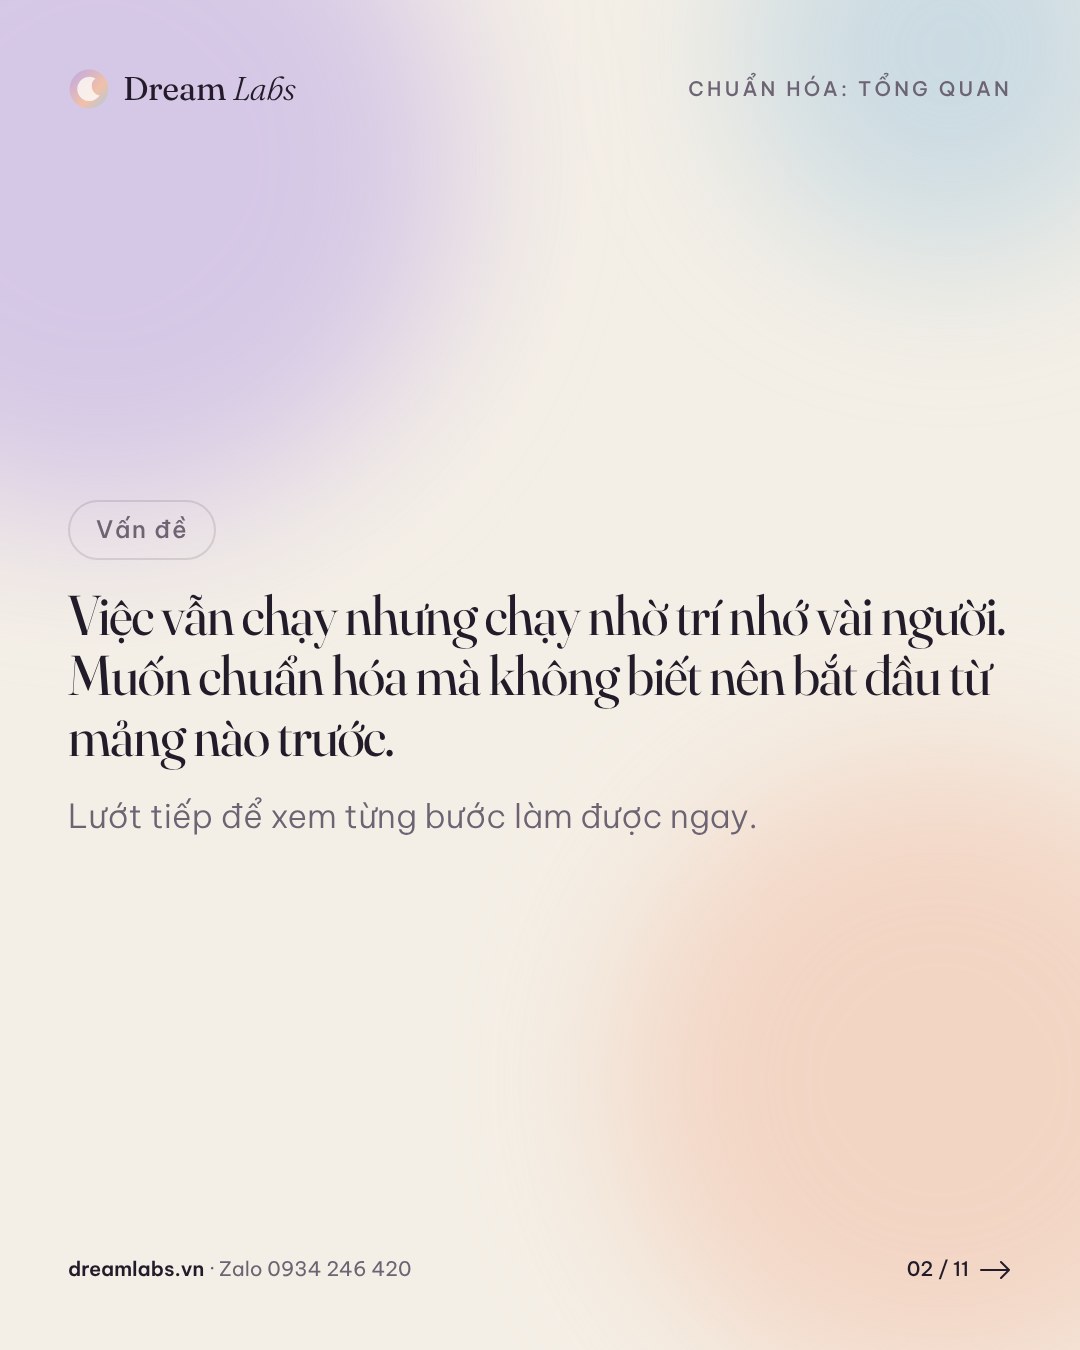 Dream Labs
CHUẨN HÓA: TỔNG QUAN
Vấn đề
Việc vẫn chạy nhưng chạy nhờ trí nhớ vài người.
Muốn chuẩn hóa mà không biết nên bắt đầu từ
mảng nào trước.
Lướt tiếp để xem từng bước làm được ngay.
dreamlabs.vn · Zalo 0934 246 420
02 / 11 →